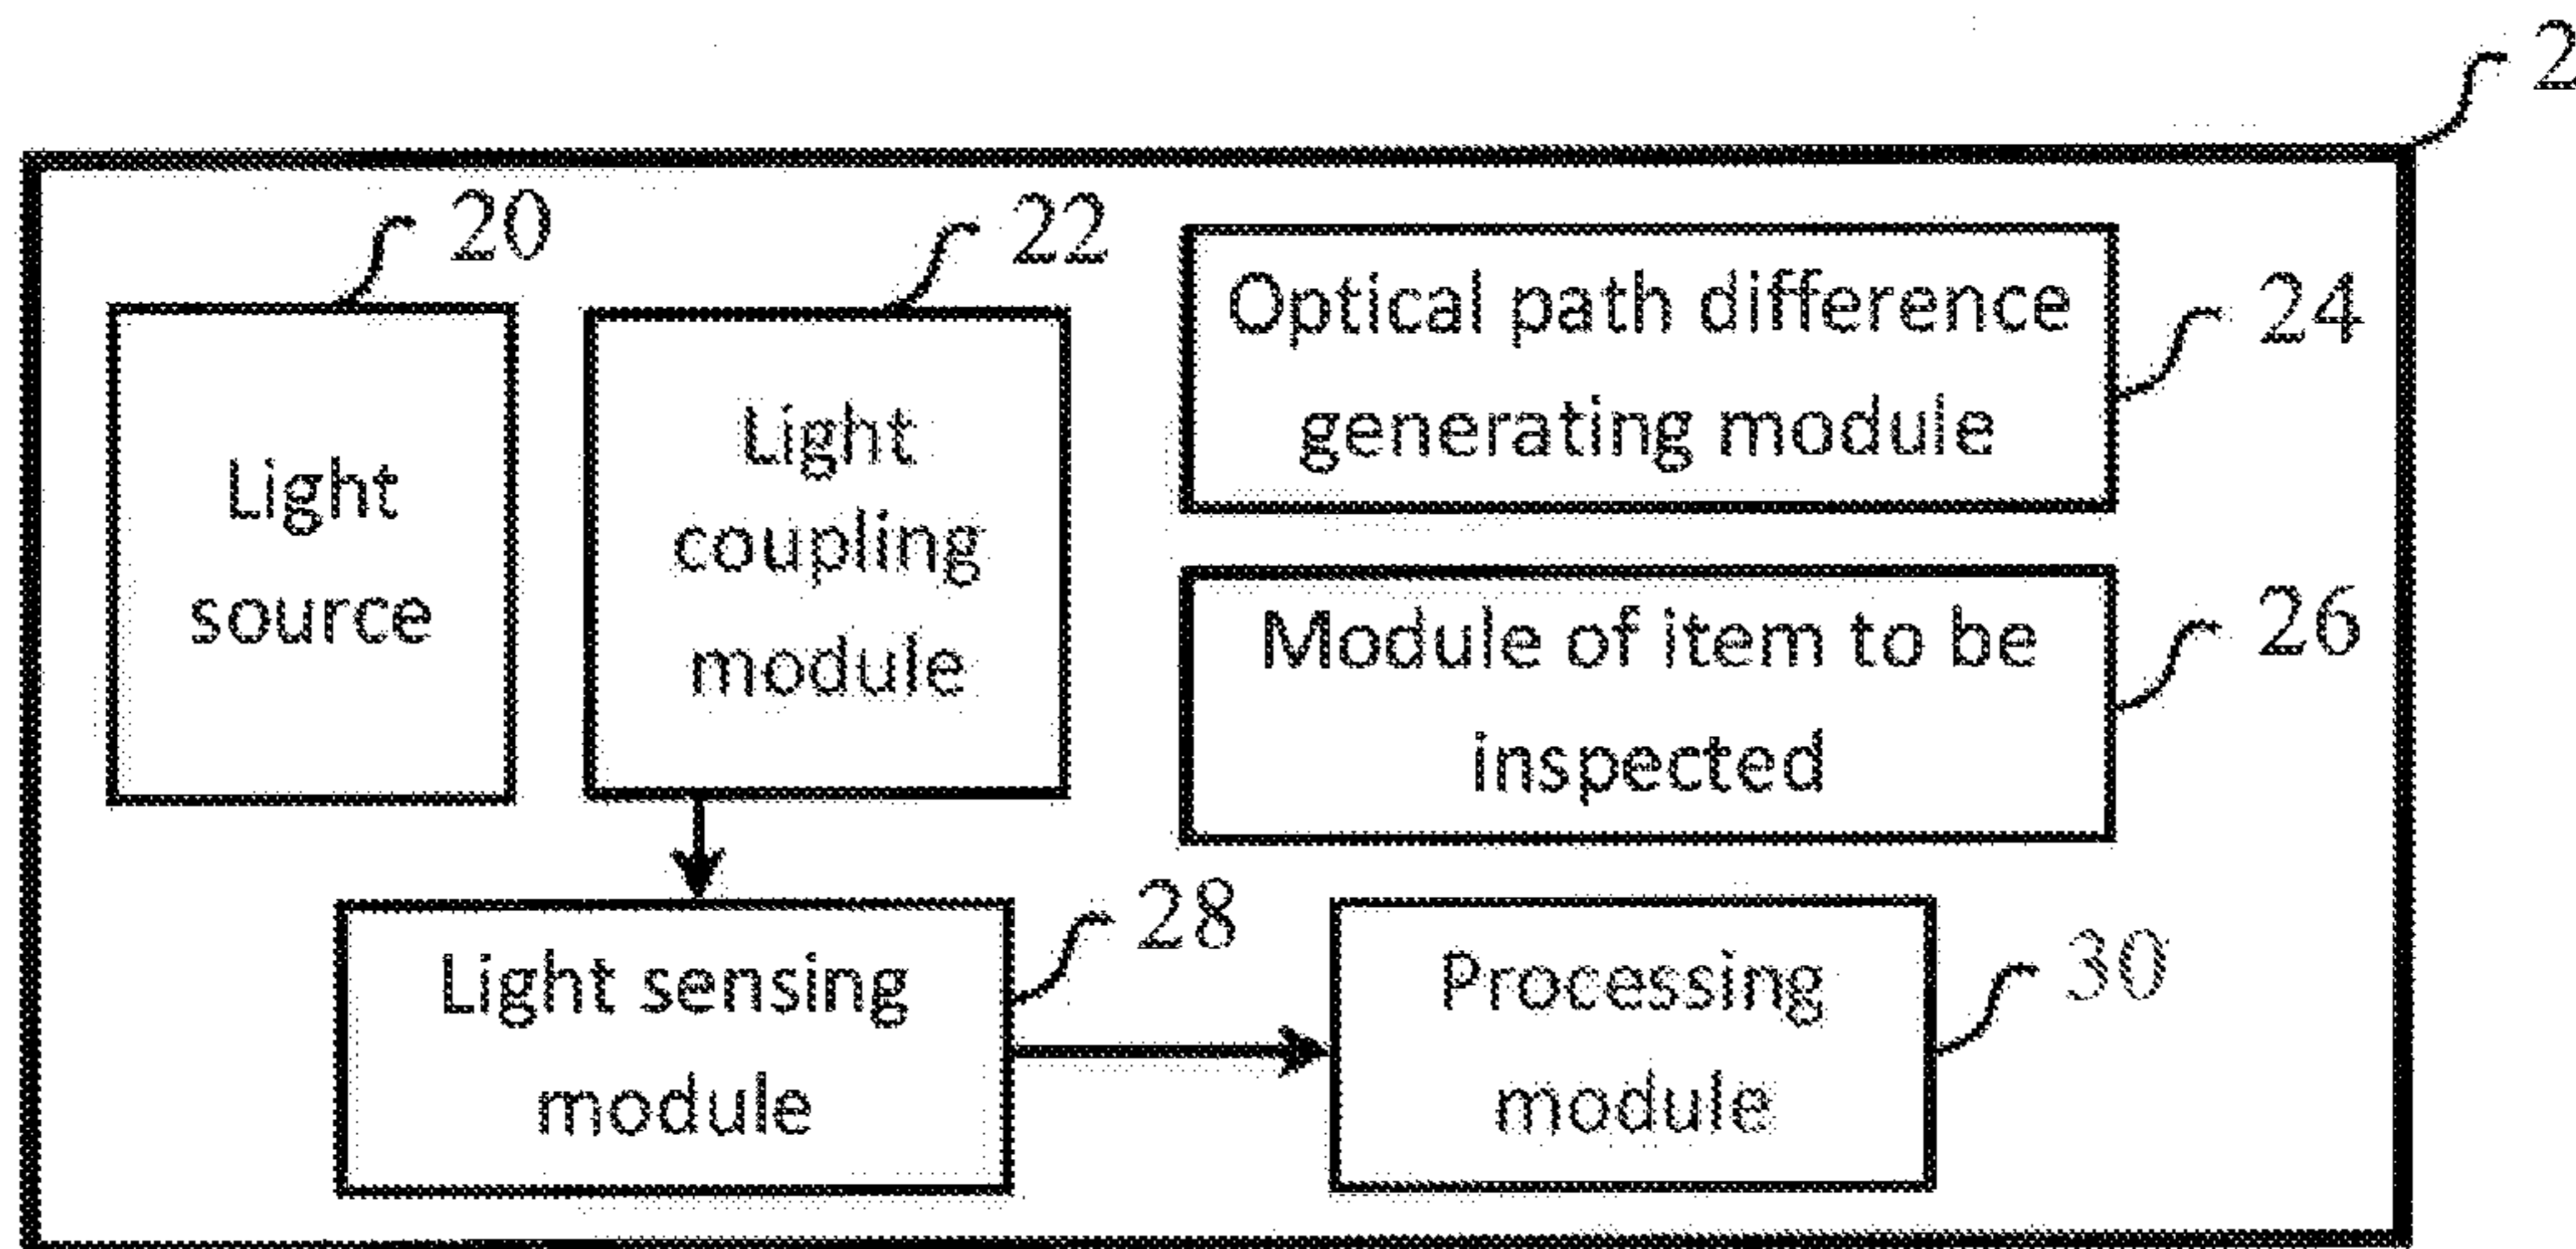 2
20
22
Optical path difference
generating module
24
Light
source
Light
coupling
module
Module of item to be
inspected
26
Light sensing
module
28
Processing
module
30